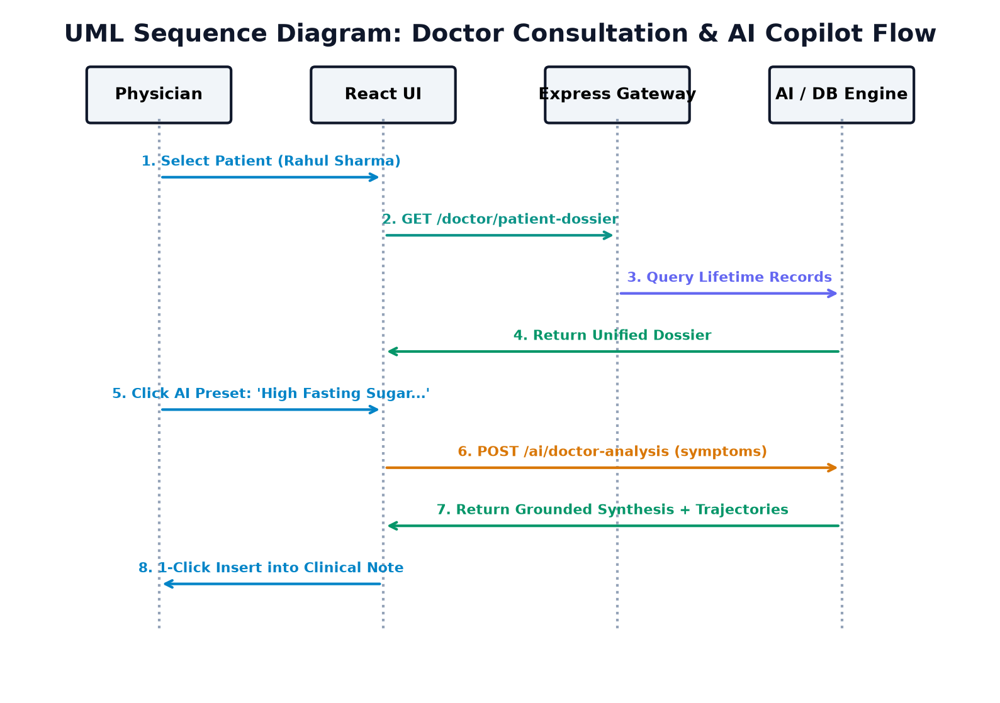 UML Sequence Diagram: Doctor Consultation & AI Copilot Flow
Physician
React UI
Express Gateway
AI / DB Engine
1. Select Patient (Rahul Sharma)
2. GET /doctor/patient-dossier
3. Query Lifetime Records
4. Return Unified Dossier
5. Click AI Preset: 'High Fasting Sugar...'
6. POST /ai/doctor-analysis (symptoms)
7. Return Grounded Synthesis + Trajectories
8. 1-Click Insert into Clinical Note